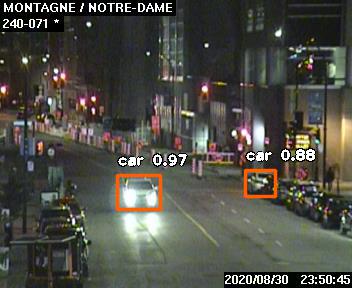 MONTAGNE / NOTRE-DAME
240-071 *
car 0.97
car 0.88
2020/08/30 23:50:45